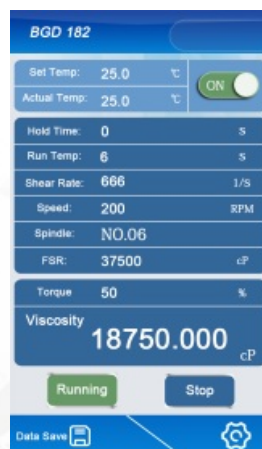 BGD 182
Set Temp: 25.0 ℃ ON
Actual Temp: 25.0 ℃
Hold Time: 0 S
Run Temp: 6 S
Shear Rate: 666 1/S
Speed: 200 RPM
Spindle: NO.06
FSR: 37500 cP
Torque 50 %
Viscosity
18750.000 cP
Running Stop
Data Save